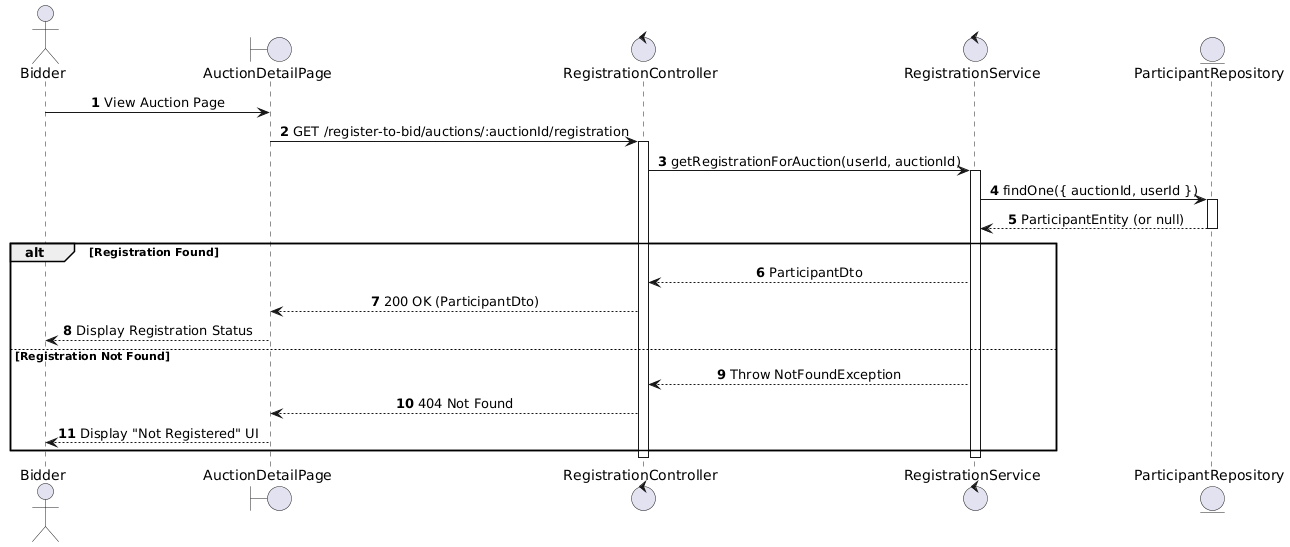 Bidder
AuctionDetailPage
RegistrationController
RegistrationService
ParticipantRepository
1 View Auction Page
2 GET /register-to-bid/auctions/:auctionId/registration
3 getRegistrationForAuction(userId, auctionId)
4 findOne({ auctionId, userId })
5 ParticipantEntity (or null)
alt [Registration Found]
6 ParticipantDto
7 200 OK (ParticipantDto)
8 Display Registration Status
[Registration Not Found]
9 Throw NotFoundException
10 404 Not Found
11 Display "Not Registered" UI
Bidder
AuctionDetailPage
RegistrationController
RegistrationService
ParticipantRepository